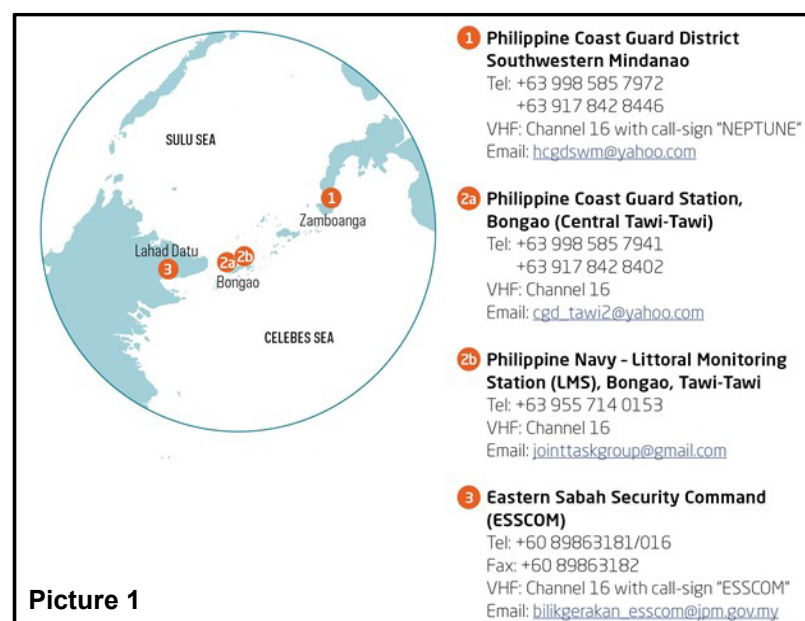 SULU SEA
1
Zamboanga
Lahad Datu
3
2a
2b
Bongao
CELEBES SEA
Picture 1
1 Philippine Coast Guard District
Southwestern Mindanao
Tel: +63 998 585 7972
+63 917 842 8446
VHF: Channel 16 with call-sign "NEPTUNE"
Email: hcgdswm@yahoo.com
2a Philippine Coast Guard Station,
Bongao (Central Tawi-Tawi)
Tel: +63 998 585 7941
+63 917 842 8402
VHF: Channel 16
Email: cgd_tawi2@yahoo.com
2b Philippine Navy - Littoral Monitoring
Station (LMS), Bongao, Tawi-Tawi
Tel: +63 955 714 0153
VHF: Channel 16
Email: jointtaskgroup@gmail.com
3 Eastern Sabah Security Command
(ESSCOM)
Tel: +60 89863181/016
Fax: +60 89863182
VHF: Channel 16 with call-sign "ESSCOM"
Email: bilikgerakan_esscom@jpm.gov.my